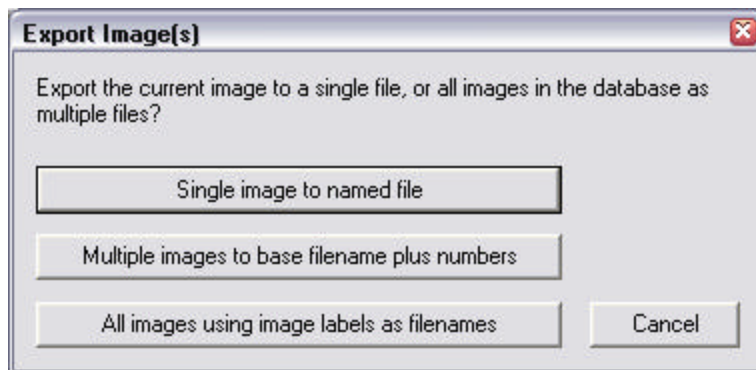 Export Image(s)
Export the current image to a single file, or all images in the database as
multiple files?
Single image to named file
Multiple images to base filename plus numbers
All images using image labels as filenames
Cancel